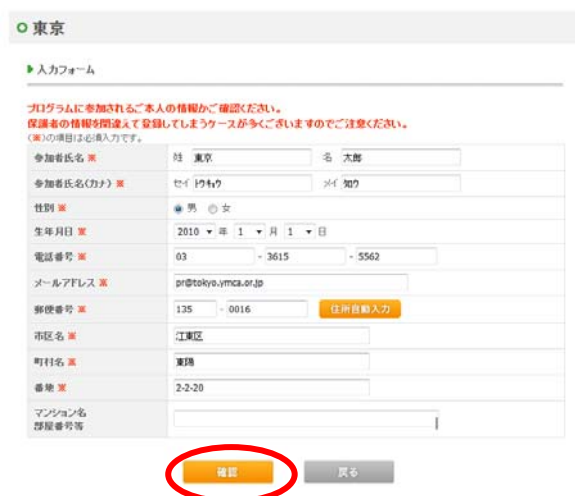 東京
入力フォーム
プログラムに参加されるご本人の情報かご確認ください。
保護者の情報を間違えて登録してしまうケースが多くございますのでご注意ください。
(※)の項目は必須入力です。
参加者氏名 ※ 姓 東京 名 太郎
参加者氏名(カナ) ※ セイ トウキョウ メイ タロウ
性別 ※ 男 女
生年月日 ※ 2010 年 1 月 1 日
電話番号 ※ 03 - 3615 - 5562
メールアドレス ※ pr@tokyo.ymca.or.jp
郵便番号 ※ 135 - 0016 住所自動入力
市区名 ※ 江東区
町村名 ※ 東陽
番地 ※ 2-2-20
マンション名
部屋番号等
確認 戻る